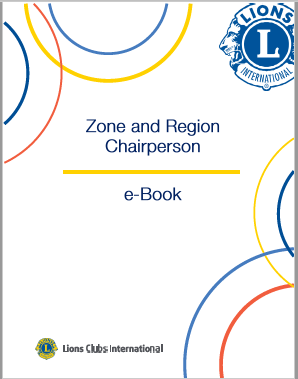 LIONS
L
INTERNATIONAL
Zone and Region
Chairperson
e-Book
Lions Clubs International